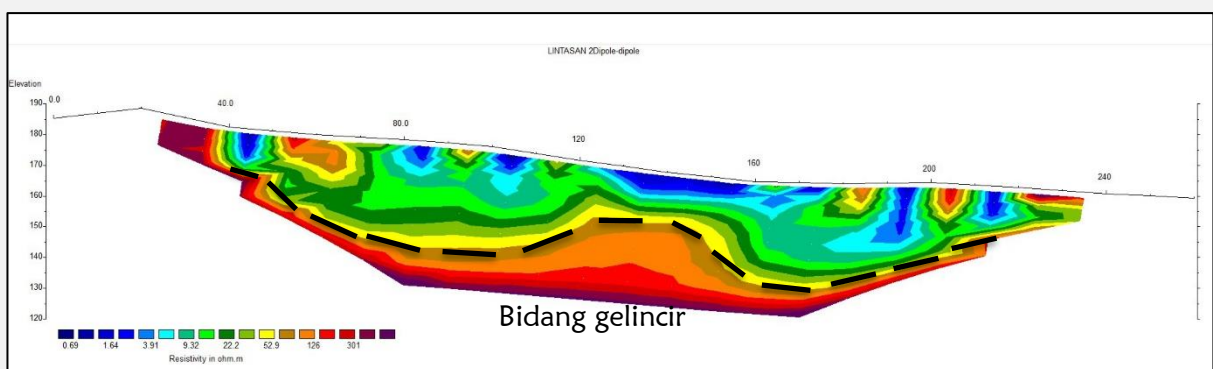 LINTASAN 2Dipole-dipole
Elevation
190 0.0
40.0
180
80.0
170
120
160
160
200
240
150
140
130
120
Bidang gelincir
0.69 1.64 3.91 9.32 22.2 52.9 126 301
Resistivity in ohm.m